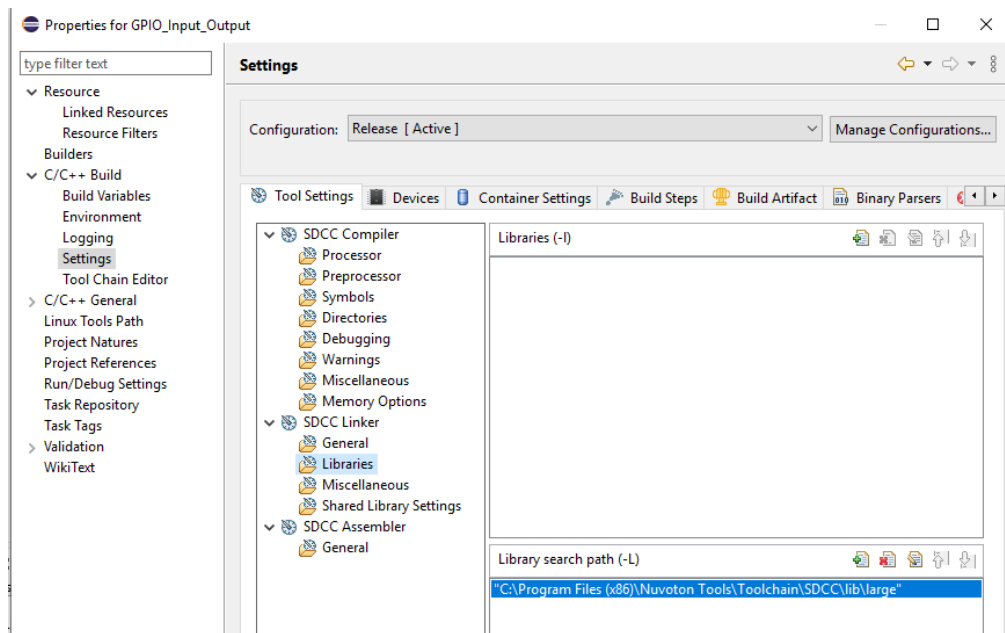 Properties for GPIO_Input_Output
type filter text
Resource
Linked Resources
Resource Filters
Builders
C/C++ Build
Build Variables
Environment
Logging
Settings
Tool Chain Editor
C/C++ General
Linux Tools Path
Project Natures
Project References
Run/Debug Settings
Task Repository
Task Tags
Validation
WikiText
Settings
Configuration: Release [ Active ]
Manage Configurations...
Tool Settings Devices Container Settings Build Steps Build Artifact Binary Parsers
SDCC Compiler
Processor
Preprocessor
Symbols
Directories
Debugging
Warnings
Miscellaneous
Memory Options
SDCC Linker
General
Libraries
Miscellaneous
Shared Library Settings
SDCC Assembler
General
Libraries (-l)
Library search path (-L)
"C:\Program Files (x86)\Nuvoton Tools\Toolchain\SDCC\lib\large"